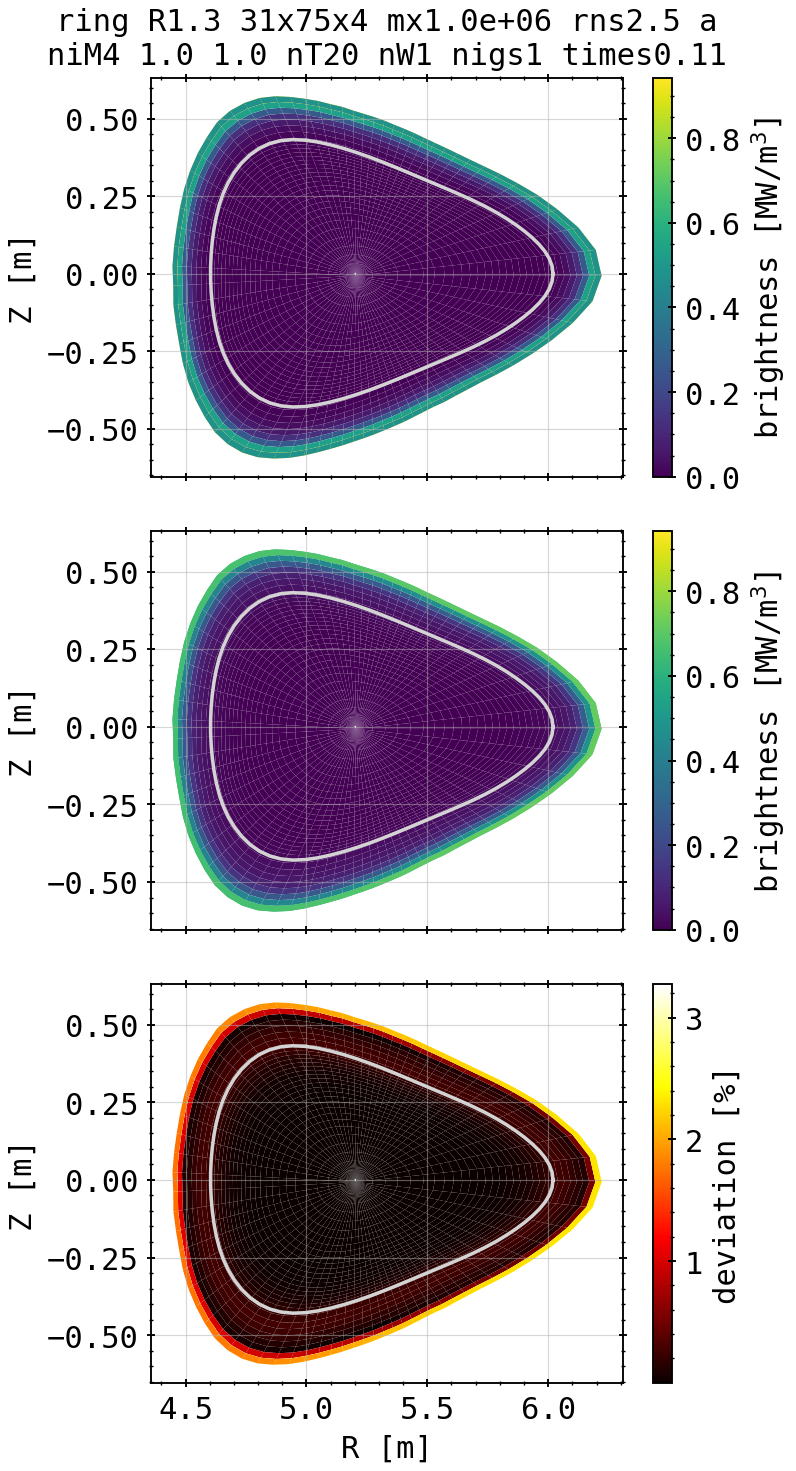 ring R1.3 31x75x4 mx1.0e+06 rns2.5 a
niM4 1.0 1.0 nT20 nW1 nigs1 times0.11
0.50
0.25
0.00
−0.25
−0.50
Z [m]
0.8
0.6
0.4
0.2
0.0
brightness [MW/m³]
0.50
0.25
0.00
−0.25
−0.50
Z [m]
0.8
0.6
0.4
0.2
0.0
brightness [MW/m³]
0.50
0.25
0.00
−0.25
−0.50
Z [m]
3
2
1
deviation [%]
4.5 5.0 5.5 6.0
R [m]